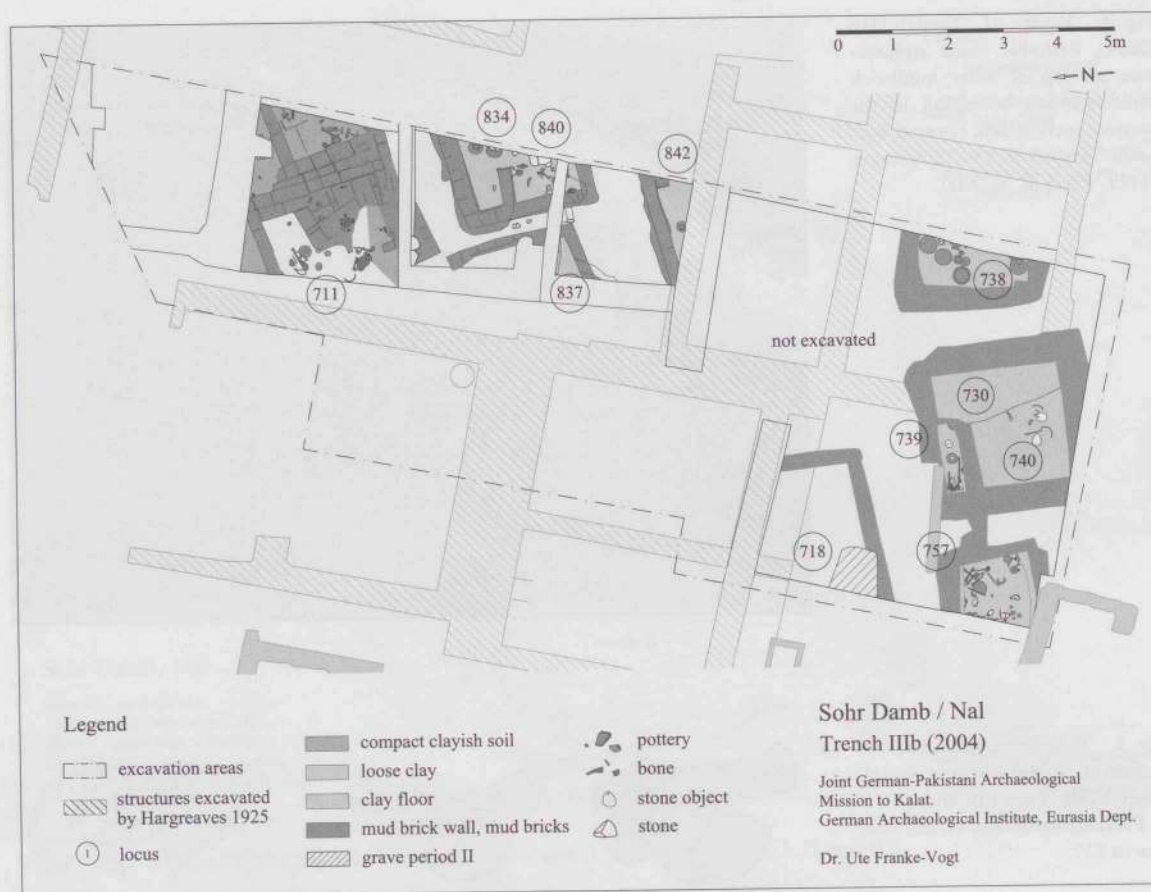 0 1 2 3 4 5m
N
834
840
842
711
837
738
not excavated
730
739
740
718
757
Legend
excavation areas
structures excavated
by Hargreaves 1925
1 locus
compact clayish soil
loose clay
clay floor
mud brick wall, mud bricks
grave period II
pottery
bone
stone object
stone
Sohr Damb / Nal
Trench IIIb (2004)
Joint German-Pakistani Archaeological
Mission to Kalat.
German Archaeological Institute, Eurasia Dept.
Dr. Ute Franke-Vogt